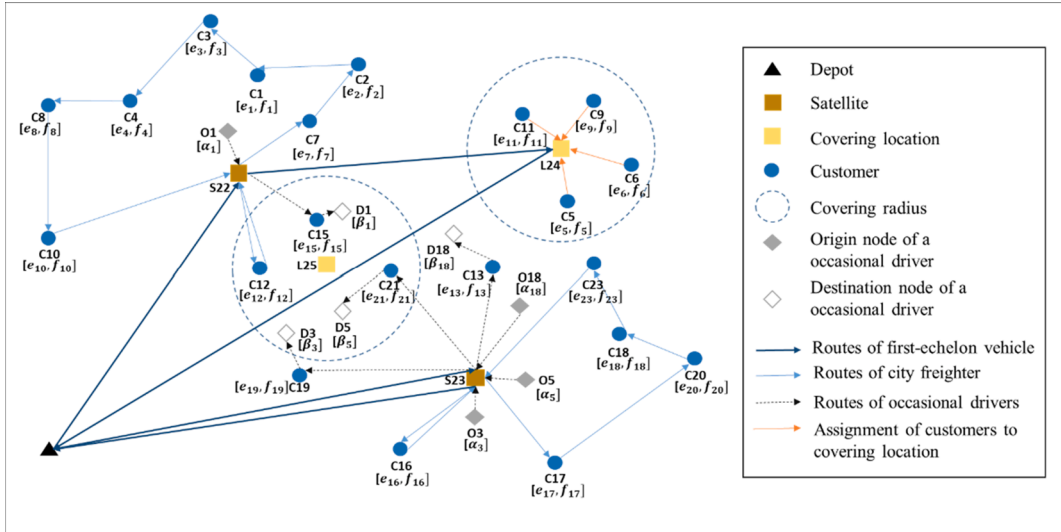 C3
[e3, f3]
C1
[e1, f1]
C2
[e2, f2]
C8
[e8, f8]
C4
[e4, f4]
O1
[α1]
C7
[e7, f7]
S22
C10
[e10, f10]
C15
[e15, f15]
D1
[β1]
L25
C12
[e12, f12]
C21
[e21, f21]
D5
[β5]
D3
[β3]
[e19, f19]C19
C11
[e11, f11]
C9
[e9, f9]
L24
C6
[e6, f6]
C5
[e5, f5]
D18
[β18]
C13
[e13, f13]
O18
[α18]
C23
[e23, f23]
C18
[e18, f18]
C20
[e20, f20]
S23
O5
[α5]
O3
[α3]
C16
[e16, f16]
C17
[e17, f17]
Depot
Satellite
Covering location
Customer
Covering radius
Origin node of a
occasional driver
Destination node of a
occasional driver
Routes of first-echelon vehicle
Routes of city freighter
Routes of occasional drivers
Assignment of customers to
covering location